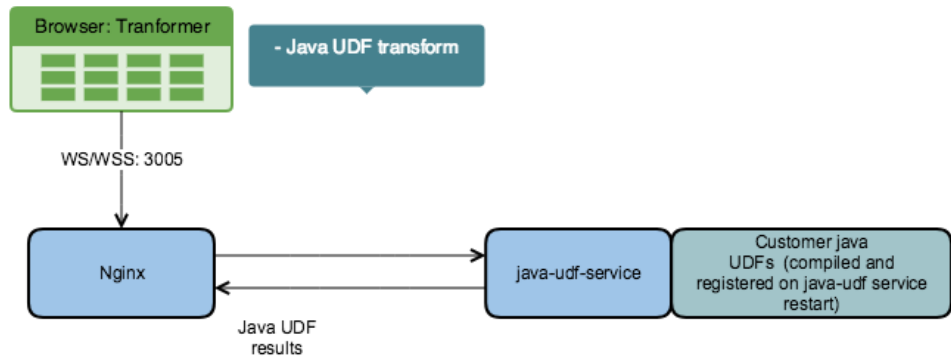 Browser: Tranformer
- Java UDF transform
WS/WSS: 3005
Nginx
java-udf-service
Customer java
UDFs (compiled and
registered on java-udf service
restart)
Java UDF
results